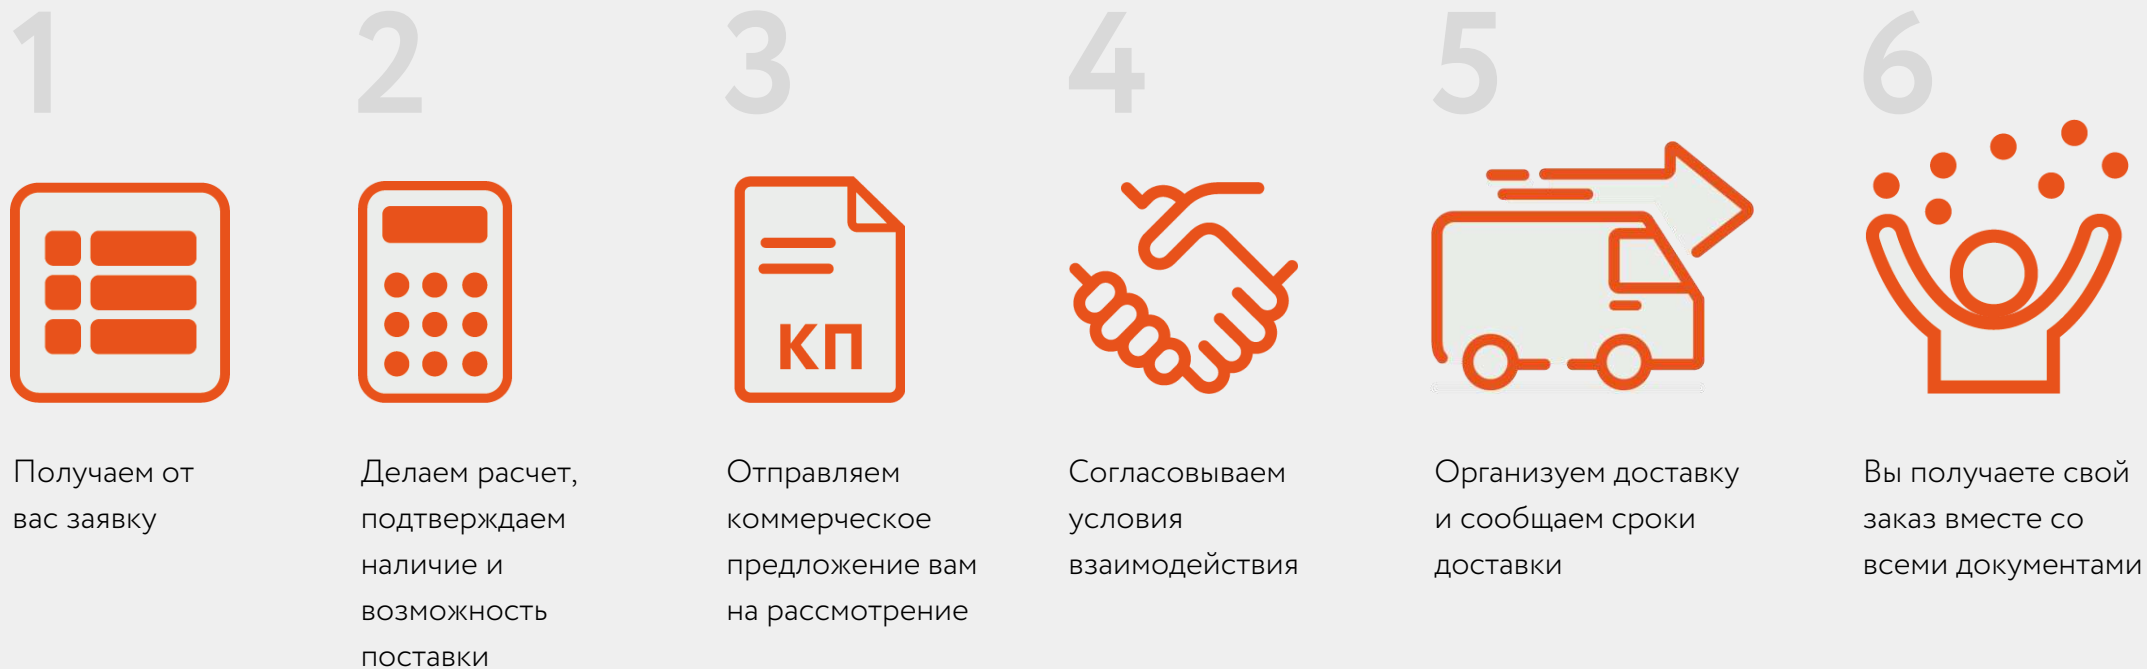 1
Получаем от
вас заявку
2
Делаем расчет,
подтверждаем
наличие и
возможность
поставки
3
КП
Отправляем
коммерческое
предложение вам
на рассмотрение
4
Согласовываем
условия
взаимодействия
5
Организуем доставку
и сообщаем сроки
доставки
6
Вы получаете свой
заказ вместе со
всеми документами